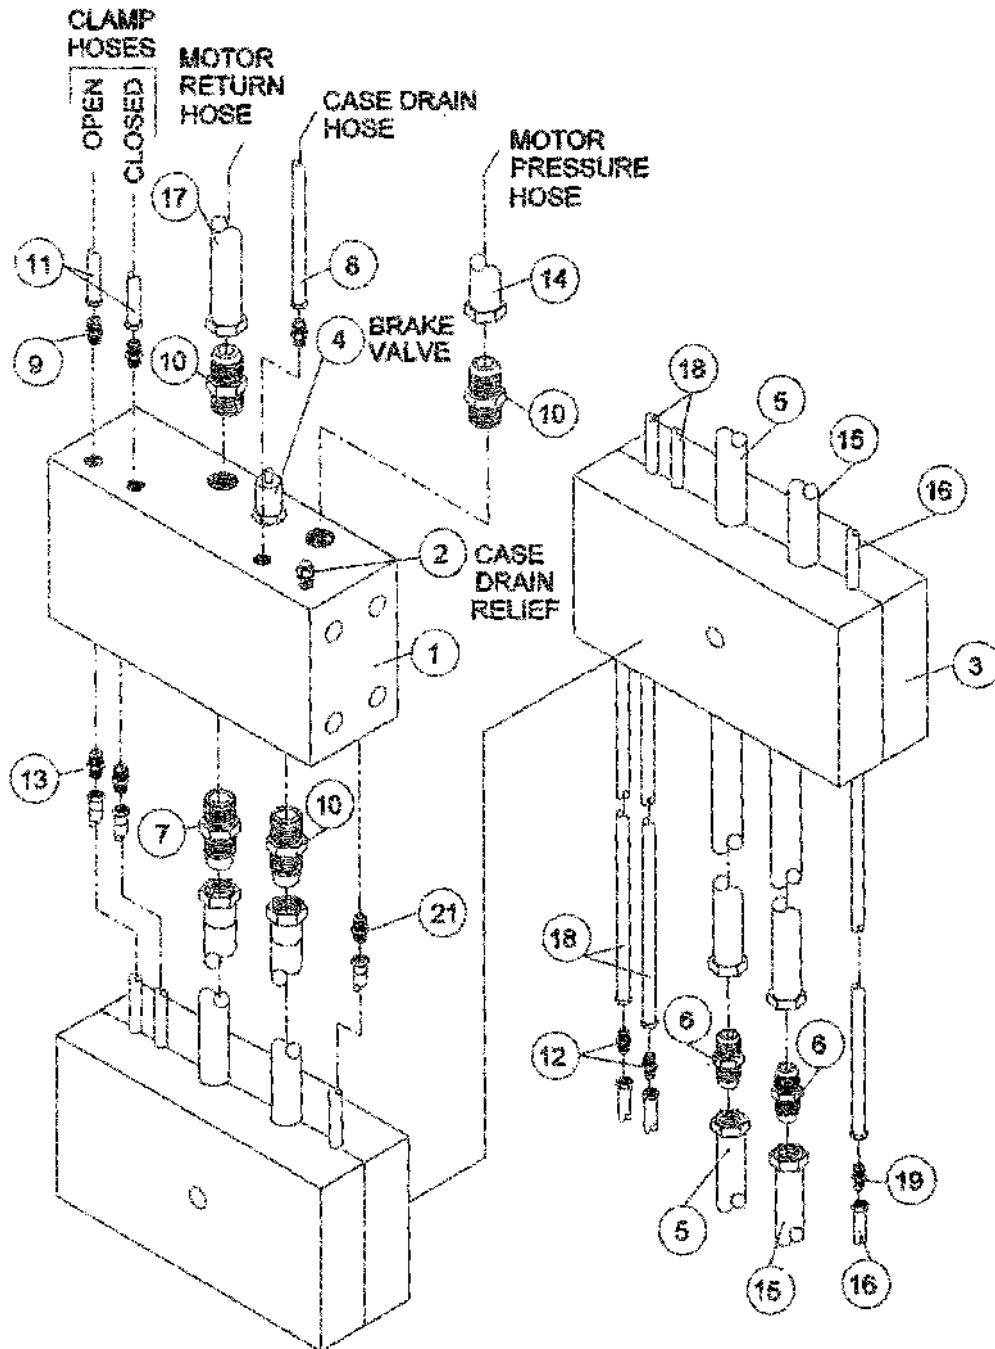 CLAMP
HOSES
OPEN
CLOSED
MOTOR
RETURN
HOSE
CASE DRAIN
HOSE
MOTOR
PRESSURE
HOSE
17
11
8
14
9
10
4
BRAKE
VALVE
10
18
5
15
16
2
CASE
DRAIN
RELIEF
1
3
13
7
10
21
18
12
6
6
5
15
19
16